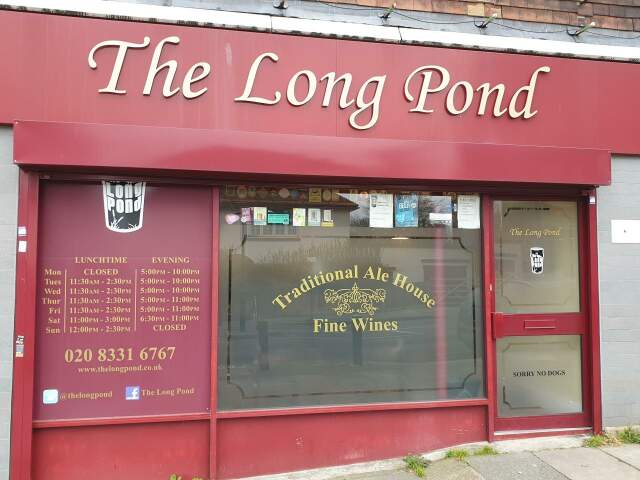 The Long Pond
LONG
POND
LUNCHTIME EVENING
Mon CLOSED 5:00PM - 10:00PM
Tues 11:30AM - 2:30PM 5:00PM - 10:00PM
Wed 11:30AM - 2:30PM 5:00PM - 10:00PM
Thur 11:30AM - 2:30PM 5:00PM - 11:00PM
Fri 11:30AM - 2:30PM 5:00PM - 11:00PM
Sat 11:00PM - 3:00PM 6:30PM - 11:00PM
Sun 12:00PM - 2:30PM CLOSED
020 8331 6767
www.thelongpond.co.uk
@thelongpond f The Long Pond
Traditional Ale House
Fine Wines
The Long Pond
LONG
POND
SORRY NO DOGS